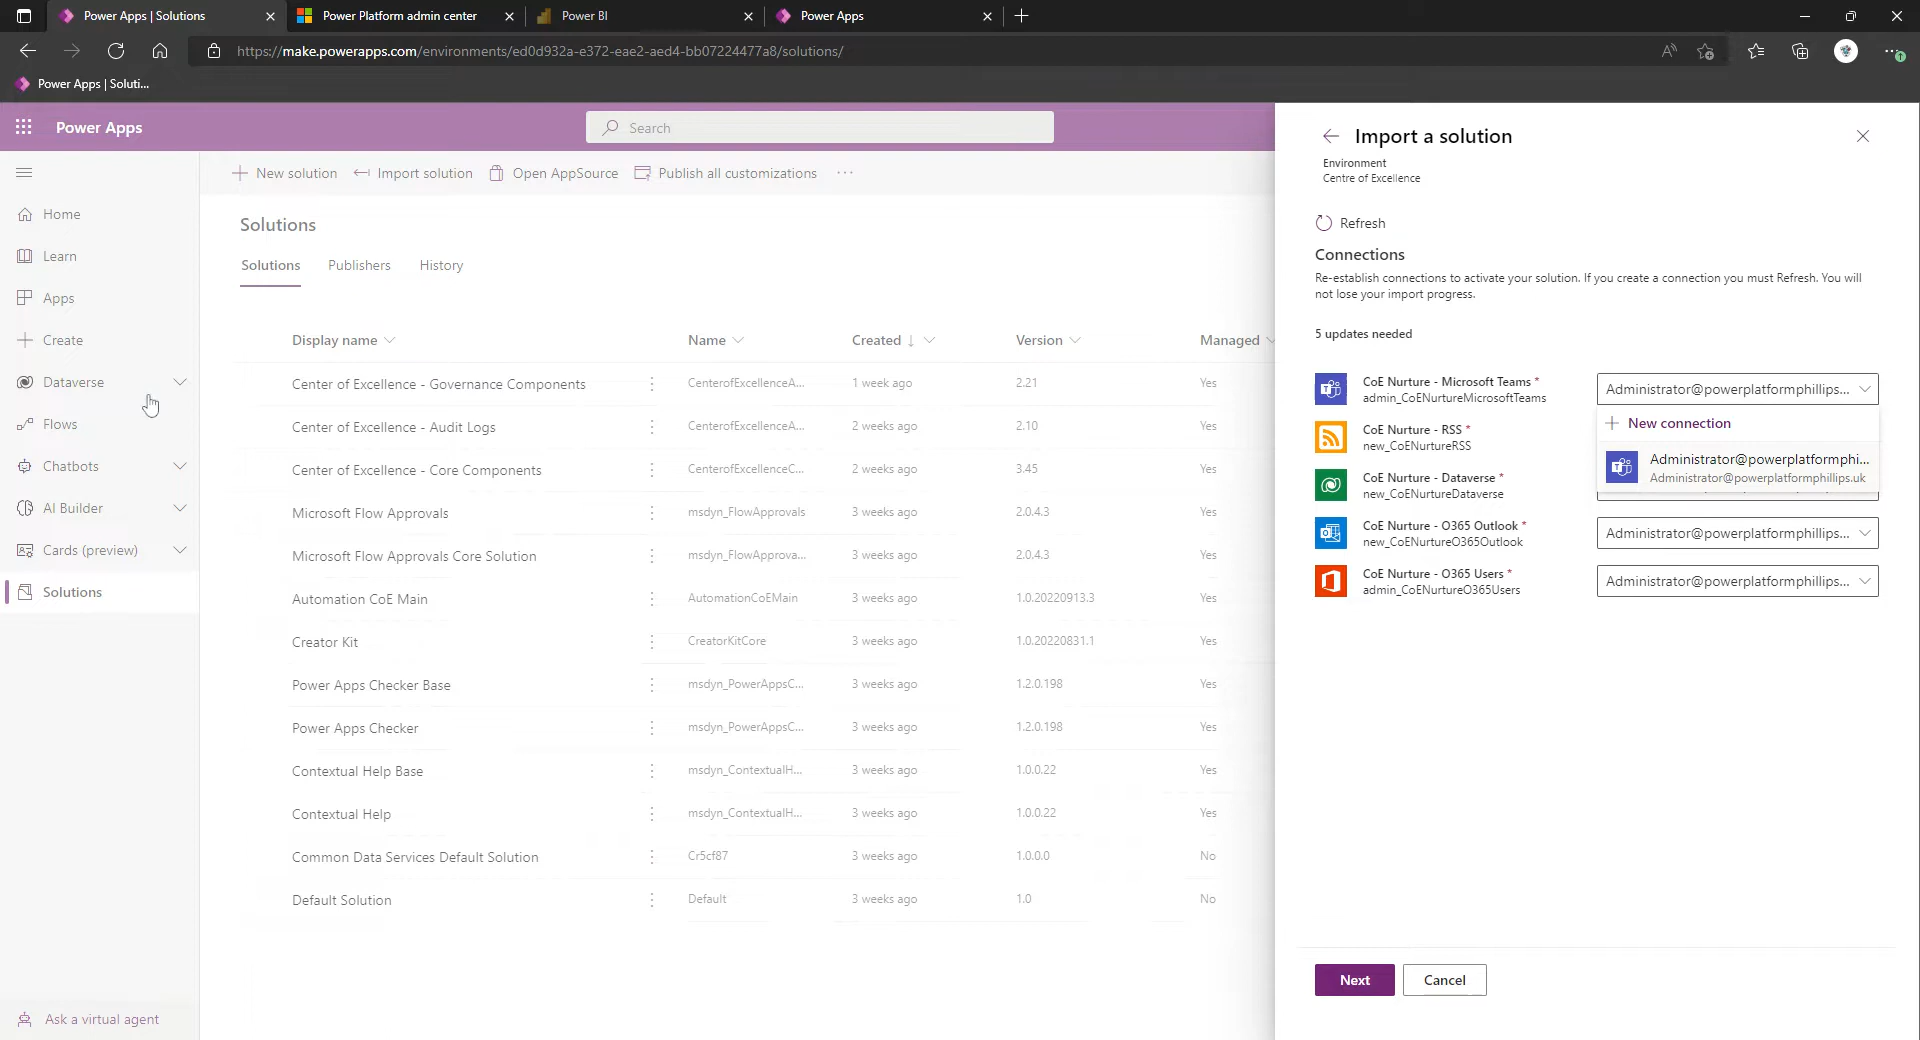 Power Apps | Solutions
Power Platform admin center
Power BI
Power Apps
https://make.powerapps.com/environments/ed0d932a-e372-eae2-aed4-bb07224477a8/solutions/
Power Apps | Soluti...
Power Apps
Search
New solution
Import solution
Open AppSource
Publish all customizations
Home
Learn
Apps
Create
Dataverse
Flows
Chatbots
AI Builder
Cards (preview)
Solutions
Ask a virtual agent
Solutions
Solutions Publishers History
Display name Name Created ↓ Version Managed
Center of Excellence - Governance Components CenterofExcellenceA... 1 week ago 2.21 Yes
Center of Excellence - Audit Logs CenterofExcellenceA... 2 weeks ago 2.10 Yes
Center of Excellence - Core Components CenterofExcellenceC... 2 weeks ago 3.45 Yes
Microsoft Flow Approvals msdyn_FlowApprovals 3 weeks ago 2.0.4.3 Yes
Microsoft Flow Approvals Core Solution msdyn_FlowApprova... 3 weeks ago 2.0.4.3 Yes
Automation CoE Main AutomationCoEMain 3 weeks ago 1.0.20220913.3 Yes
Creator Kit CreatorKitCore 3 weeks ago 1.0.20220831.1 Yes
Power Apps Checker Base msdyn_PowerAppsC... 3 weeks ago 1.2.0.198 Yes
Power Apps Checker msdyn_PowerAppsC... 3 weeks ago 1.2.0.198 Yes
Contextual Help Base msdyn_ContextualH... 3 weeks ago 1.0.0.22 Yes
Contextual Help msdyn_ContextualH... 3 weeks ago 1.0.0.22 Yes
Common Data Services Default Solution Cr5cf87 3 weeks ago 1.0.0.0 No
Default Solution Default 3 weeks ago 1.0 No
Import a solution
Environment
Centre of Excellence
Refresh
Connections
Re-establish connections to activate your solution. If you create a connection you must Refresh. You will
not lose your import progress.
5 updates needed
CoE Nurture - Microsoft Teams *
admin_CoENurtureMicrosoftTeams
Administrator@powerplatformphillips...
New connection
Administrator@powerplatformphi...
Administrator@powerplatformphillips.uk
CoE Nurture - RSS *
new_CoENurtureRSS
CoE Nurture - Dataverse *
new_CoENurtureDataverse
CoE Nurture - O365 Outlook *
new_CoENurtureO365Outlook
Administrator@powerplatformphillips...
CoE Nurture - O365 Users *
admin_CoENurtureO365Users
Administrator@powerplatformphillips...
Next
Cancel